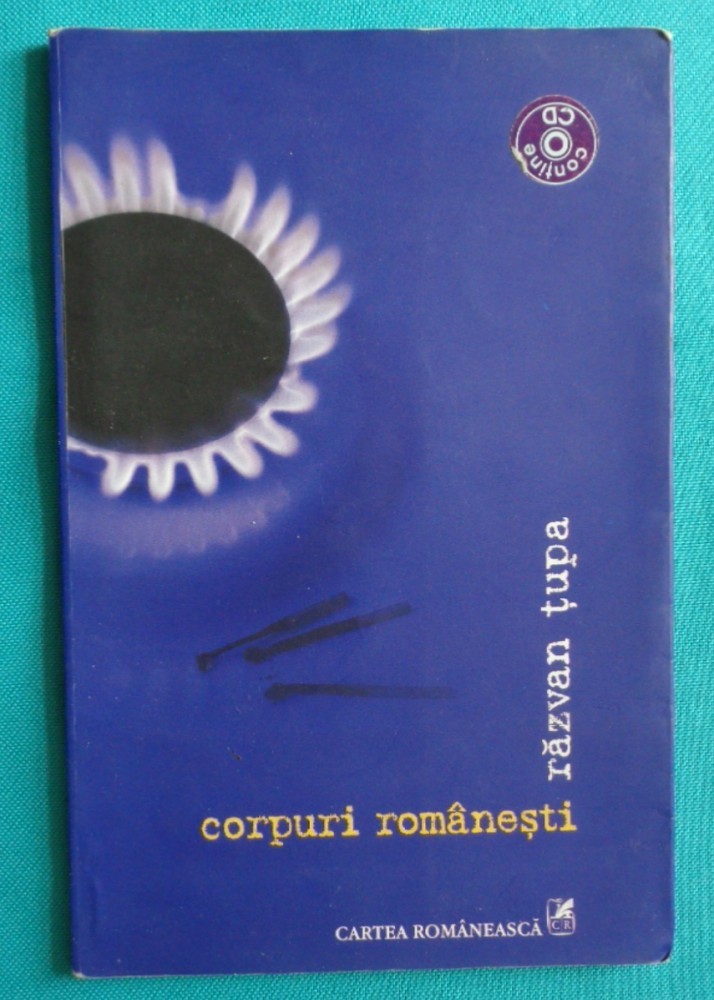 conține
CD
răzvan țupa
corpuri românești
CARTEA ROMÂNEASCĂ
CR